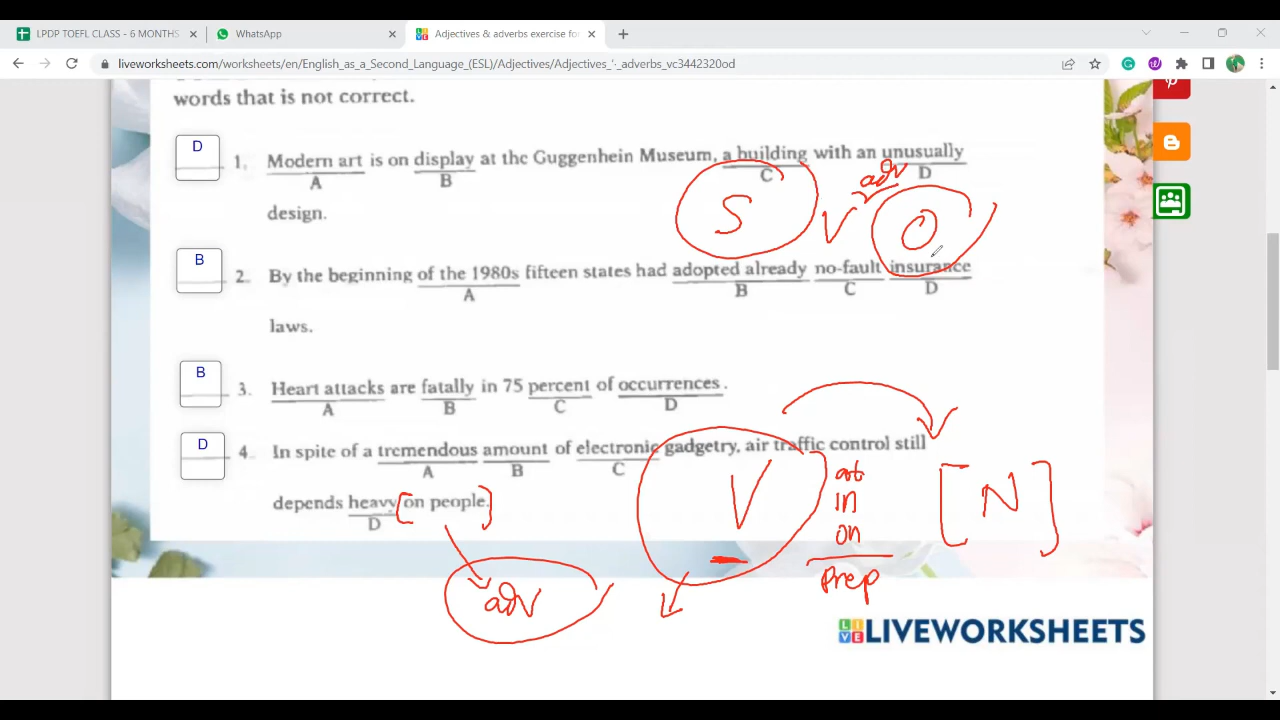 LPDP TOEFL CLASS - 6 MONTHS
WhatsApp
Adjectives & adverbs exercise for
liveworksheets.com/worksheets/en/English_as_a_Second_Language_(ESL)/Adjectives/Adjectives_'-_adverbs_vc3442320od
words that is not correct.
D
1. Modern art is on display at the Guggenhein Museum, a building with an unusually
A B C D
adv
design.
S V O
B
2. By the beginning of the 1980s fifteen states had adopted already no-fault insurance
A B C D
laws.
B
3. Heart attacks are fatally in 75 percent of occurrences.
A B C D
D
4. In spite of a tremendous amount of electronic gadgetry, air traffic control still
A B C
depends heavy on people.
D
V
at
in
on
Prep
[N]
adv
LIVEWORKSHEETS